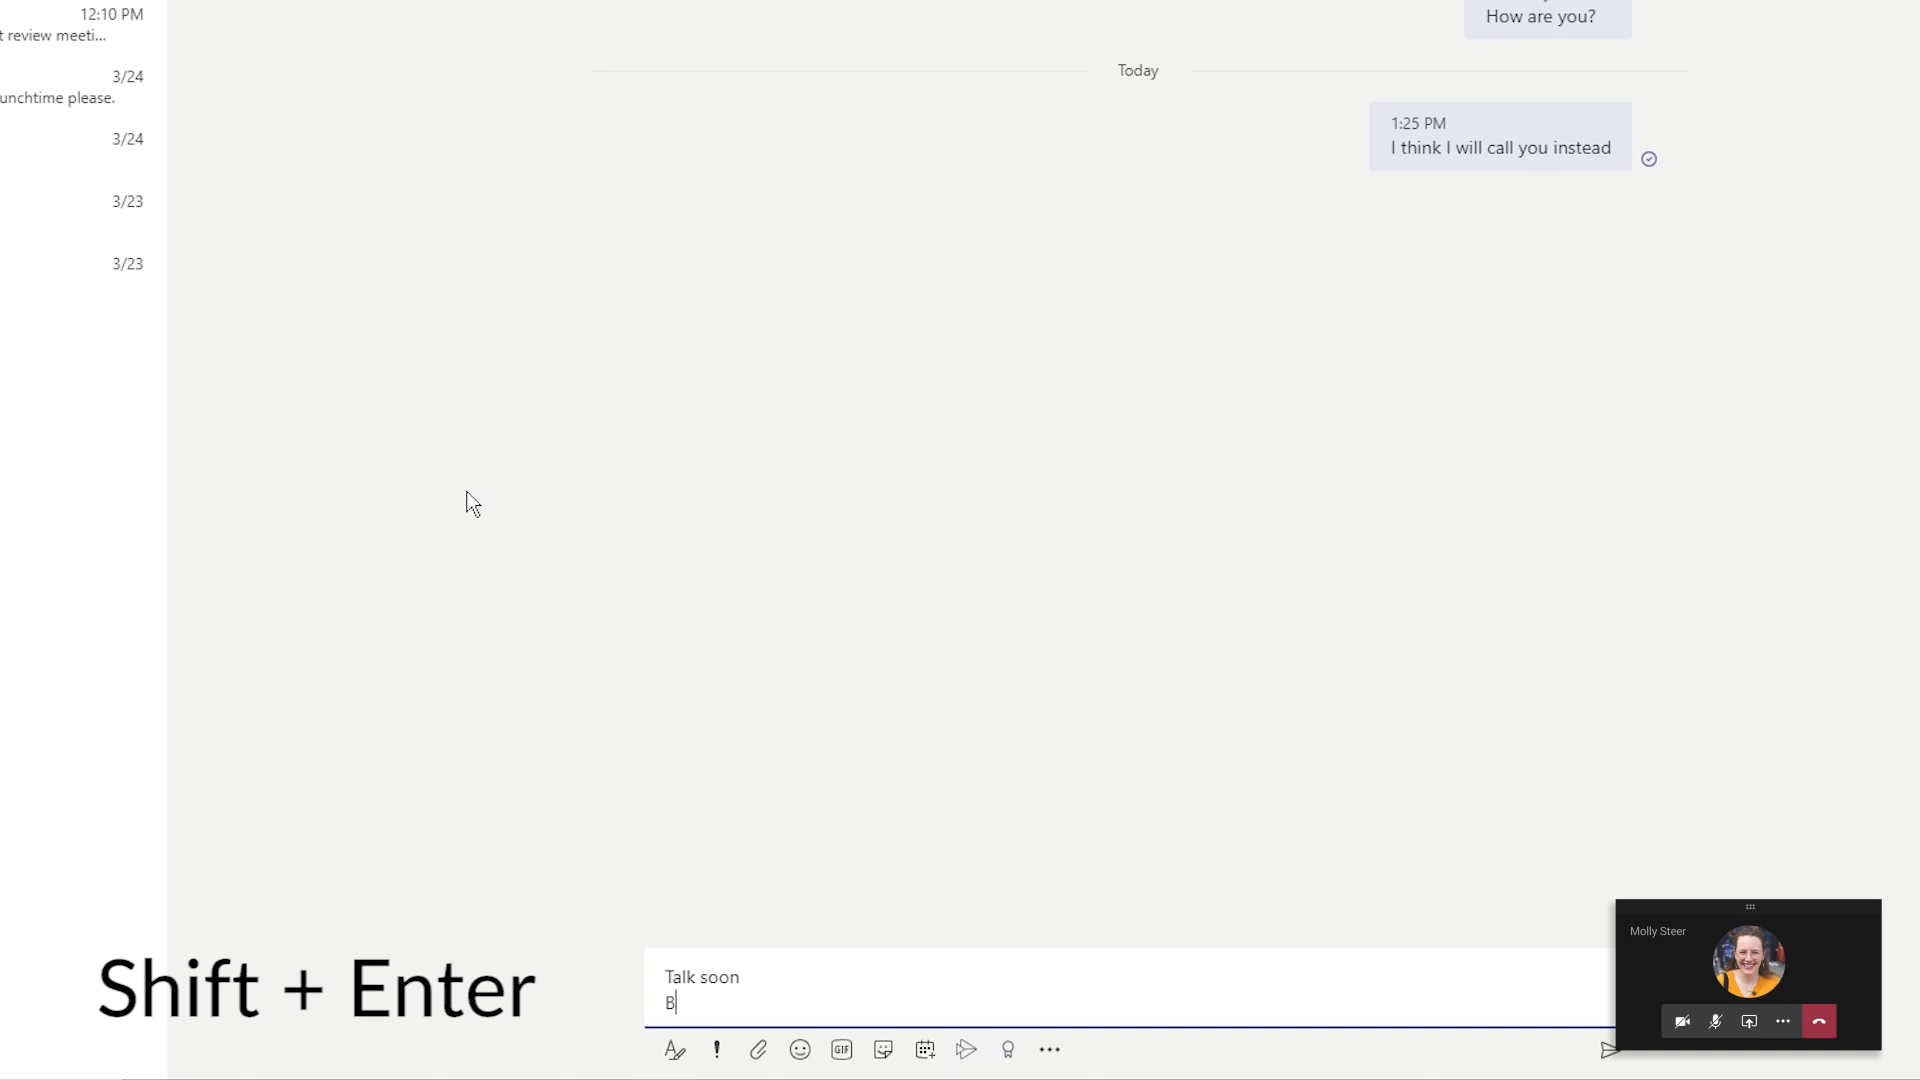 12:10 PM
t review meeti...
3/24
unchtime please.
3/24
3/23
3/23
How are you?
Today
1:25 PM
I think I will call you instead
Shift + Enter
Talk soon
B
GIF
Molly Steer